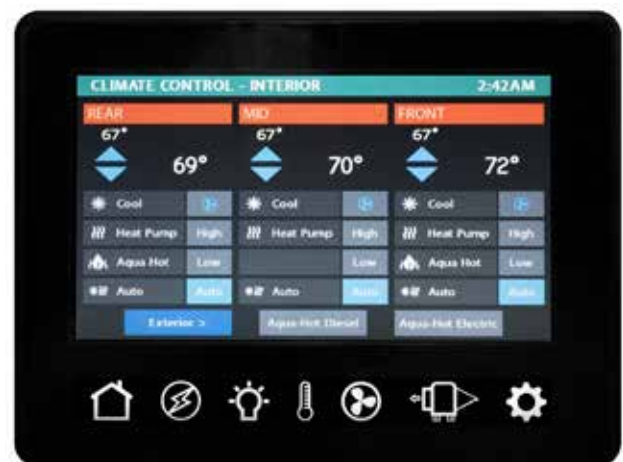 CLIMATE CONTROL - INTERIOR 2:42AM
REAR MID FRONT
67° 67° 67°
69° 70° 72°
Cool Cool Cool
Heat Pump High Heat Pump High Heat Pump High
Aqua Hot Low Low Aqua Hot Low
Auto Auto Auto Auto Auto Auto
Exterior > Aqua-Hot Diesel Aqua-Hot Electric